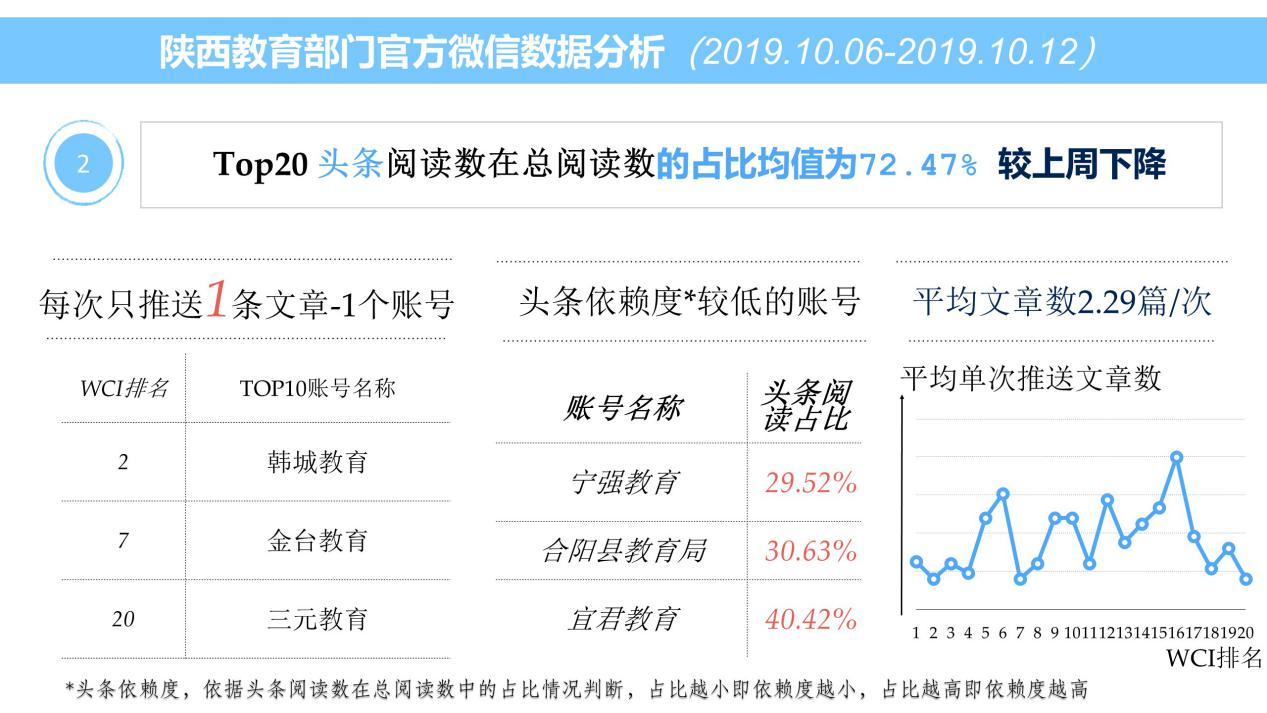 陕西教育部门官方微信数据分析（2019.10.06-2019.10.12）
2
Top20 头条阅读数在总阅读数的占比均值为72.47% 较上周下降
每次只推送1条文章-1个账号
WCI排名 TOP10账号名称
2 韩城教育
7 金台教育
20 三元教育
头条依赖度*较低的账号
账号名称 头条阅
读占比
宁强教育 29.52%
合阳县教育局 30.63%
宜君教育 40.42%
平均文章数2.29篇/次
平均单次推送文章数
1 2 3 4 5 6 7 8 9 10 11 12 13 14 15 16 17 18 19 20
WCI排名
*头条依赖度，依据头条阅读数在总阅读数中的占比情况判断，占比越小即依赖度越小，占比越高即依赖度越高